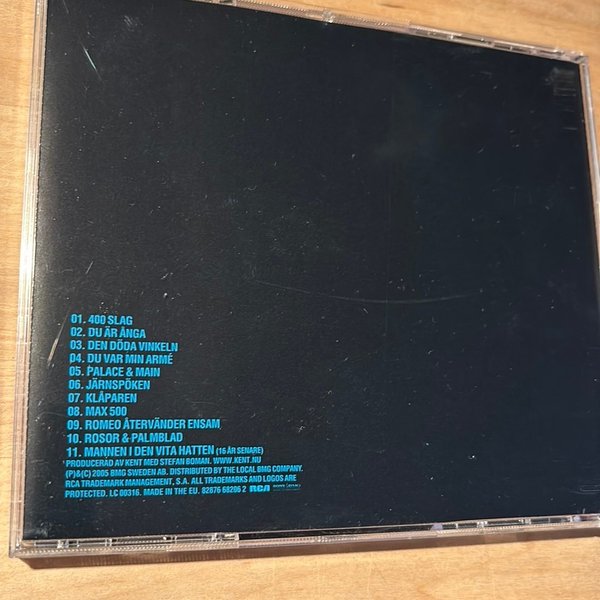 01. 400 SLAG
02. DU ÄR ÅNGA
03. DEN DÖDA VINKELN
04. DU VAR MIN ARMÉ
05. PALACE & MAIN
06. JÄRNSPÖKEN
07. KLÅPAREN
08. MAX 500
09. ROMEO ÅTERVÄNDER ENSAM
10. ROSOR & PALMBLAD
11. MANNEN I DEN VITA HATTEN (16 ÅR SENARE)
PRODUCERAD AV KENT MED STEFAN BOMAN. WWW.KENT.NU
(P)&(C) 2005 BMG SWEDEN AB. DISTRIBUTED BY THE LOCAL BMG COMPANY.
RCA TRADEMARK MANAGEMENT, S.A. ALL TRADEMARKS AND LOGOS ARE
PROTECTED. LC 00316. MADE IN THE EU. 82876 69206 2 RCA